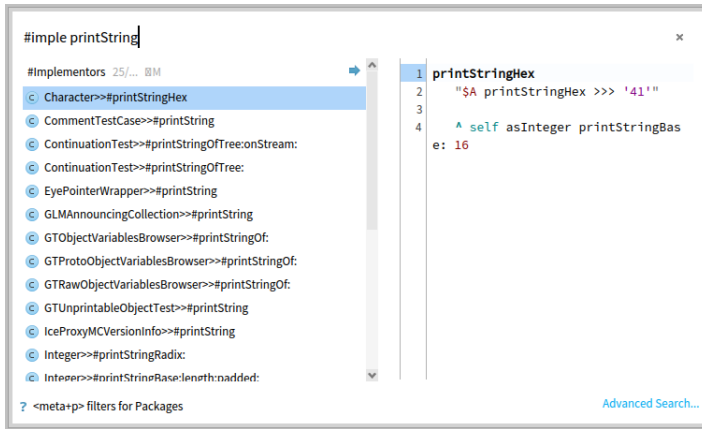 #imple printString
#Implementors 25/... M
Character>>#printStringHex
CommentTestCase>>#printString
ContinuationTest>>#printStringOfTree:onStream:
ContinuationTest>>#printStringOfTree:
EyePointerWrapper>>#printString
GLMAnnouncingCollection>>#printString
GTObjectVariablesBrowser>>#printStringOf:
GTProtoObjectVariablesBrowser>>#printStringOf:
GTRawObjectVariablesBrowser>>#printStringOf:
GTUnprintableObjectTest>>#printString
IceProxyMCVersionInfo>>#printString
Integer>>#printStringRadix:
Integer>>#printStringBase:length:padded:
1 printStringHex
2 "$A printStringHex >>> '41'"
3
4 ^ self asInteger printStringBas
e: 16
? <meta+p> filters for Packages
Advanced Search...